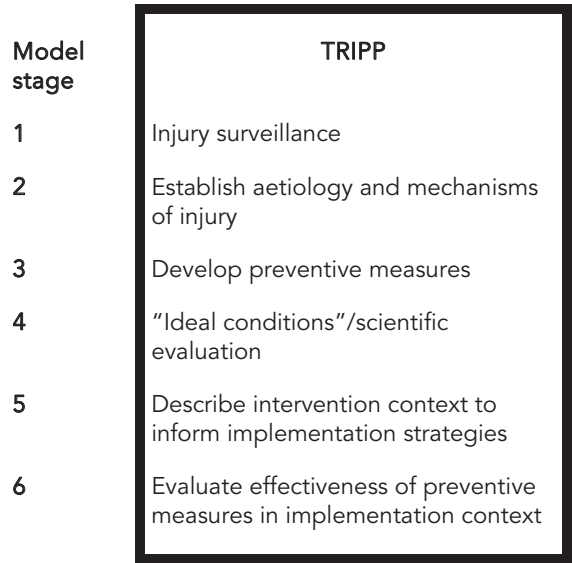 Model
stage
TRIPP
1 Injury surveillance
2 Establish aetiology and mechanisms
of injury
3 Develop preventive measures
4 “Ideal conditions”/scientific
evaluation
5 Describe intervention context to
inform implementation strategies
6 Evaluate effectiveness of preventive
measures in implementation context